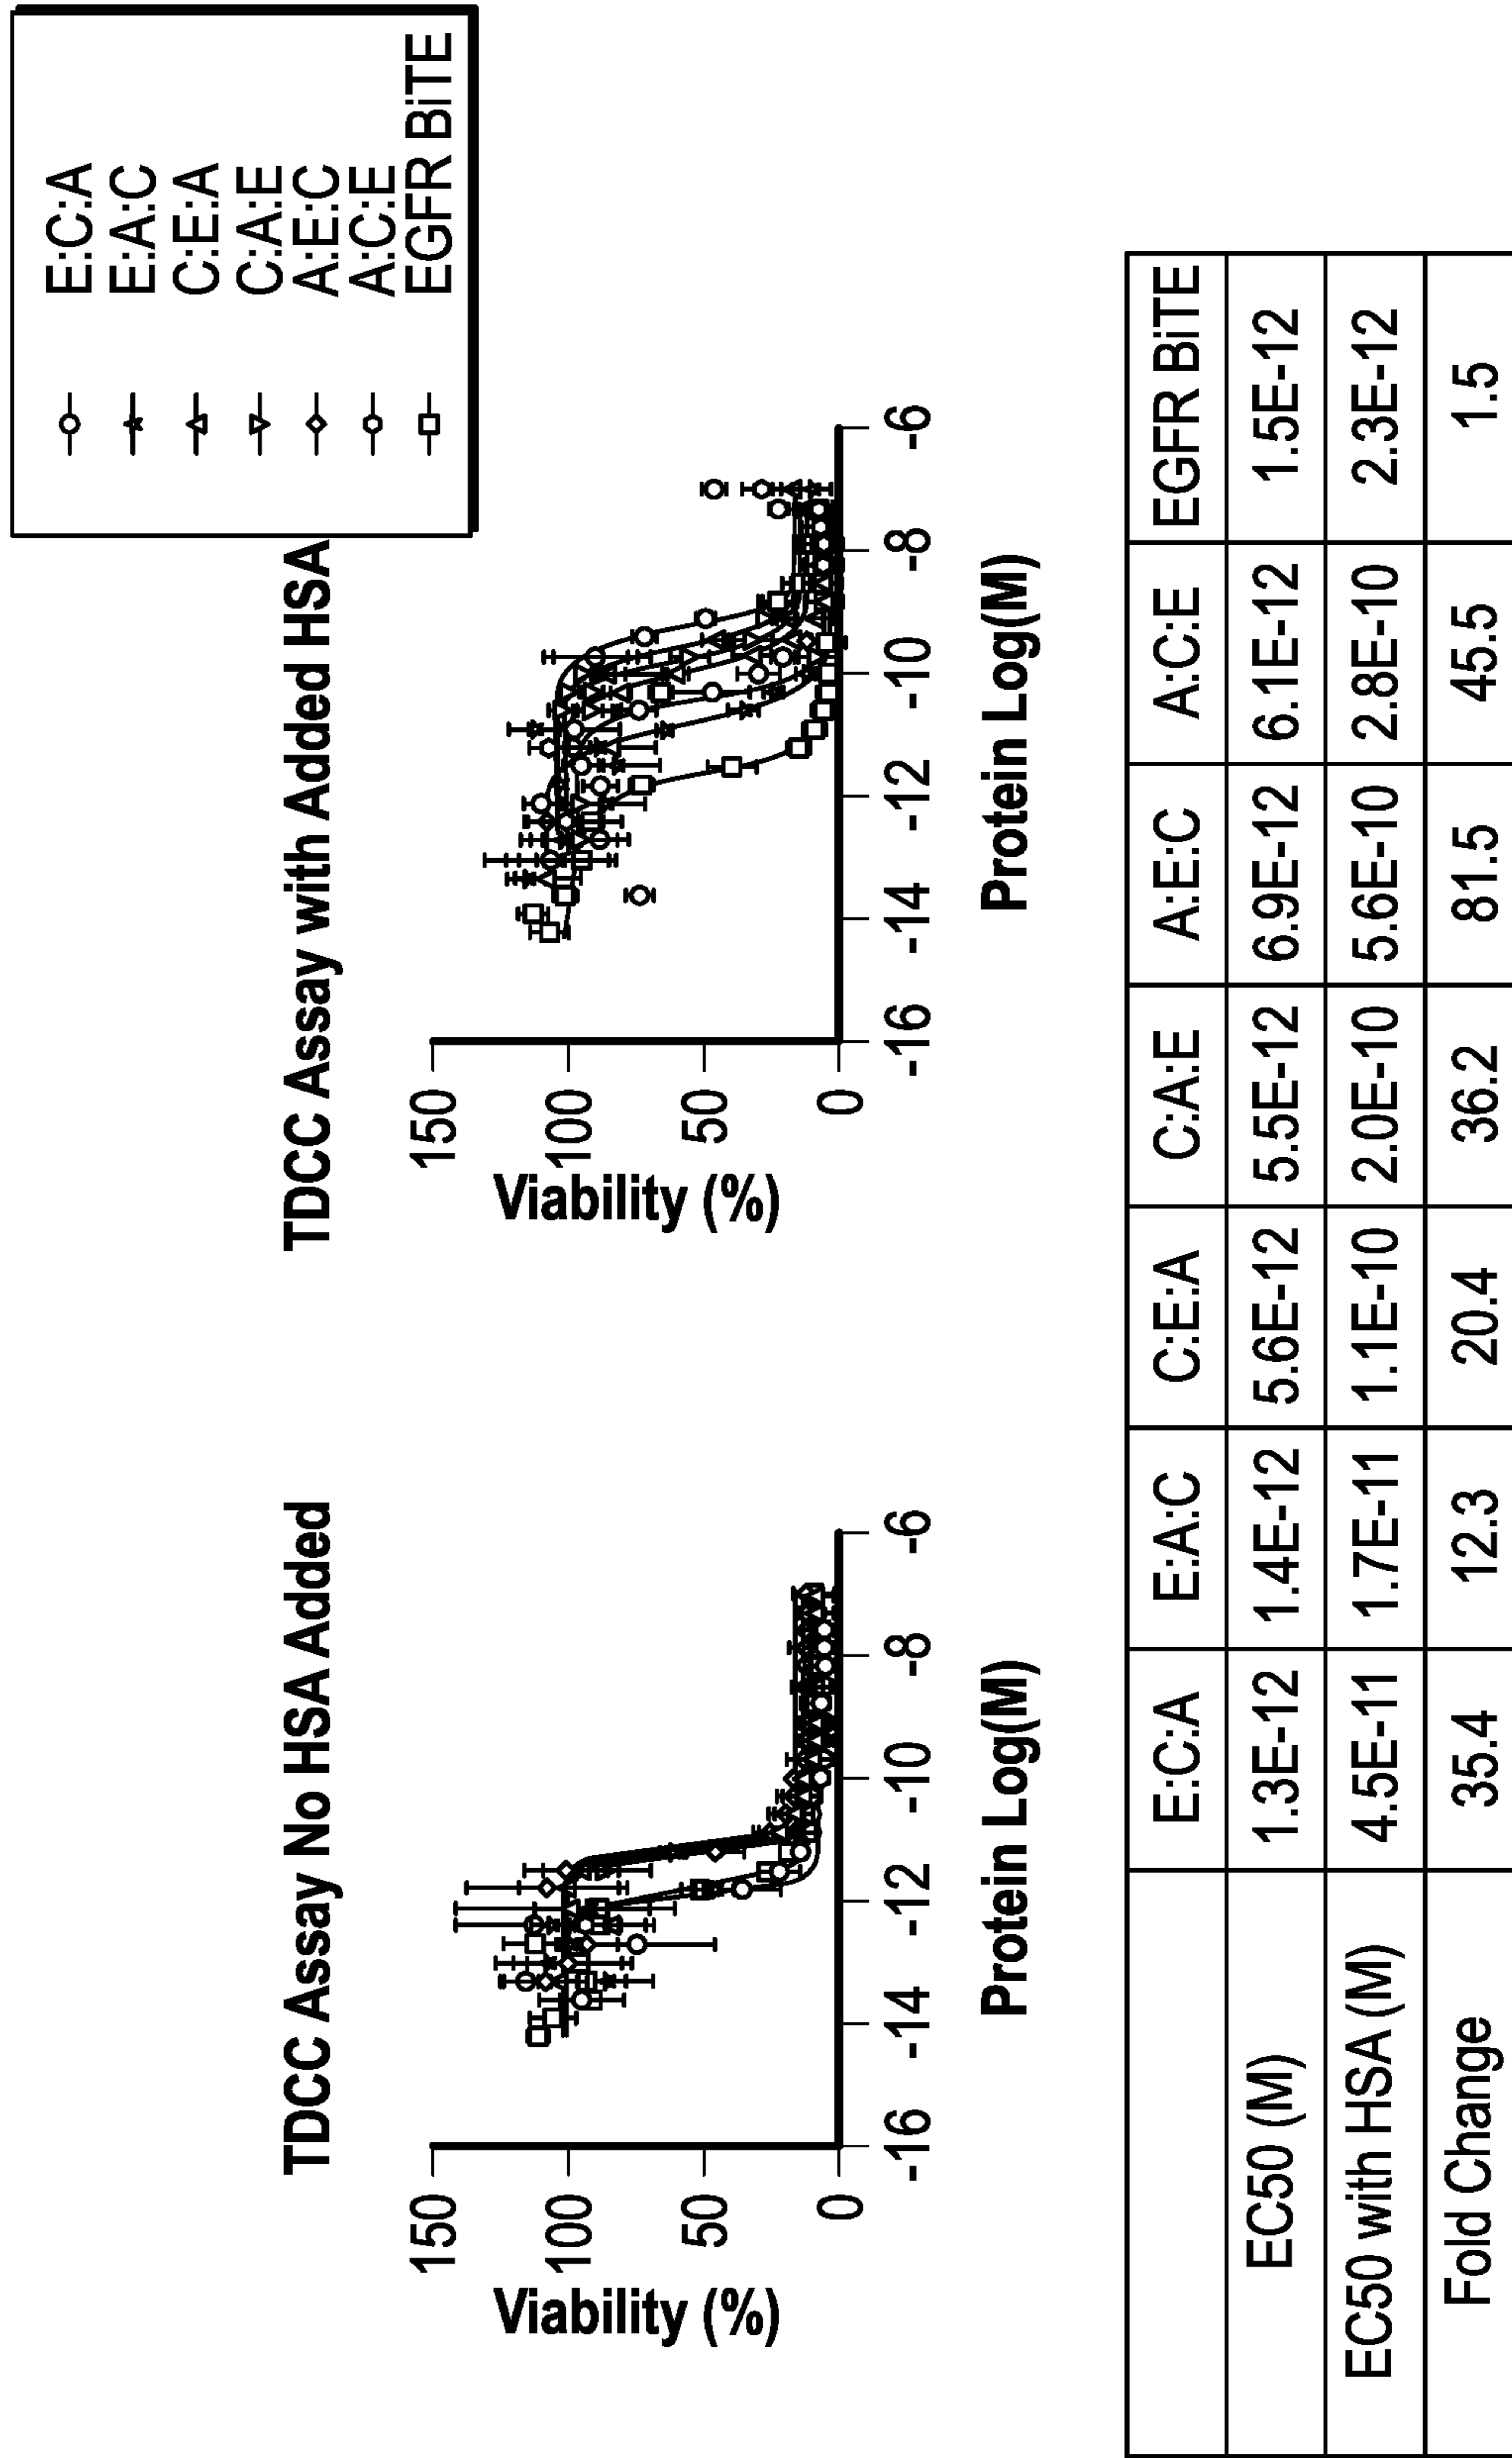 E:C:A
E:A:C
C:E:A
C:A:E
A:E:C
A:C:E
EGFR BiTE
TDCC Assay No HSA Added
150
100
50
0
Viability (%)
-16 -14 -12 -10 -8 -6
Protein Log(M)
TDCC Assay with Added HSA
150
100
50
0
Viability (%)
-16 -14 -12 -10 -8 -6
Protein Log(M)
E:C:A E:A:C C:E:A C:A:E A:E:C A:C:E EGFR BiTE
EC50 (M) 1.3E-12 1.4E-12 5.6E-12 5.5E-12 6.9E-12 6.1E-12 1.5E-12
EC50 with HSA (M) 4.5E-11 1.7E-11 1.1E-10 2.0E-10 5.6E-10 2.8E-10 2.3E-12
Fold Change 35.4 12.3 20.4 36.2 81.5 45.5 1.5